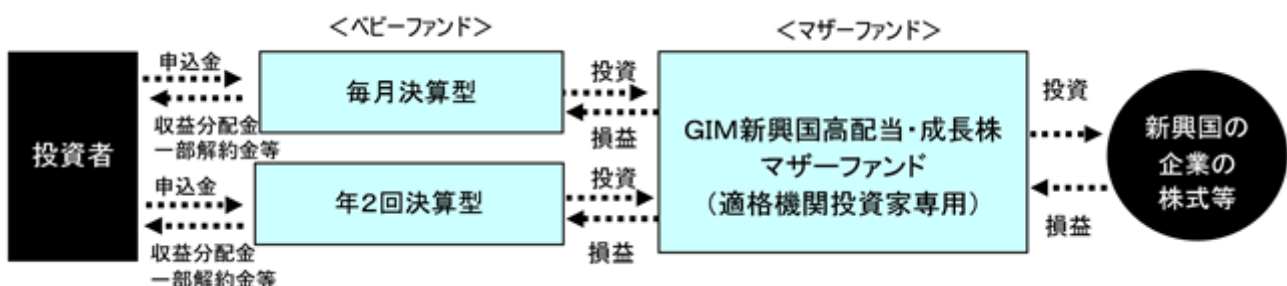 <ベビーファンド>
<マザーファンド>
投資者
申込金
収益分配金
一部解約金等
毎月決算型
投資
損益
申込金
収益分配金
一部解約金等
年2回決算型
投資
損益
GIM新興国高配当・成長株
マザーファンド
(適格機関投資家専用)
投資
損益
新興国の
企業の
株式等